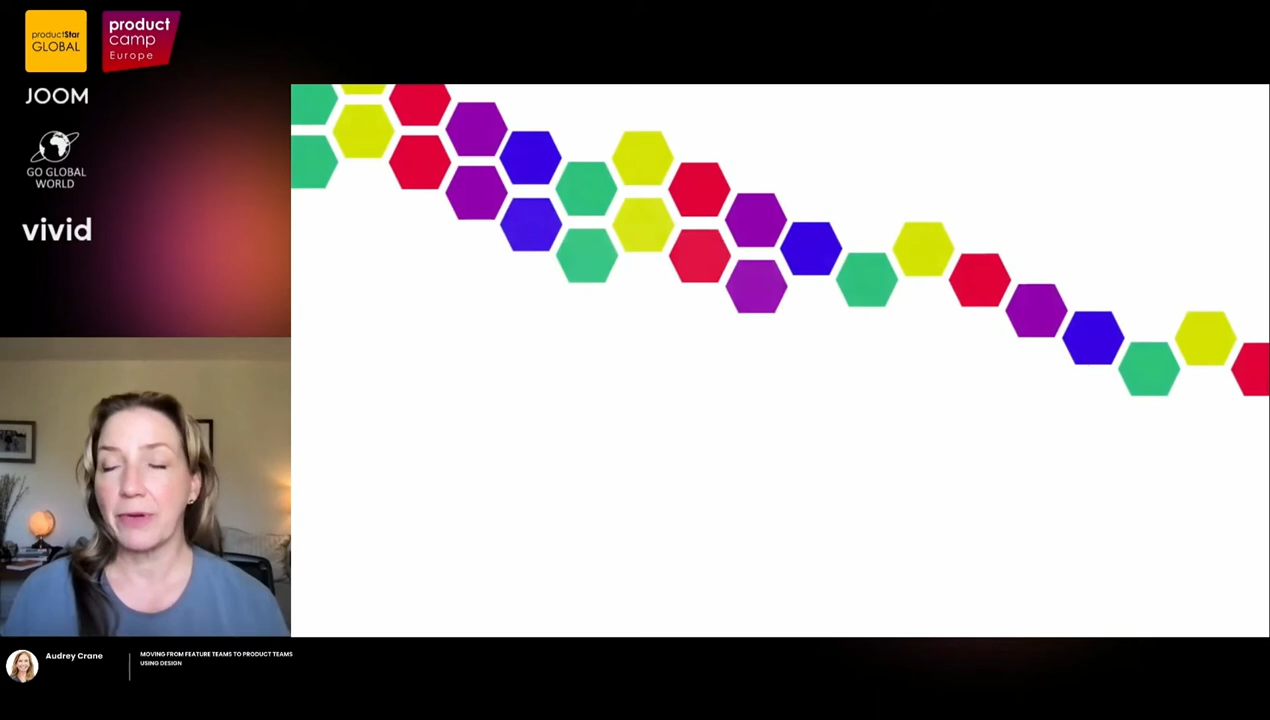 productStar
GLOBAL
product
camp
Europe
JOOM
GO GLOBAL
WORLD
vivid
Audrey Crane
MOVING FROM FEATURE TEAMS TO PRODUCT TEAMS
USING DESIGN